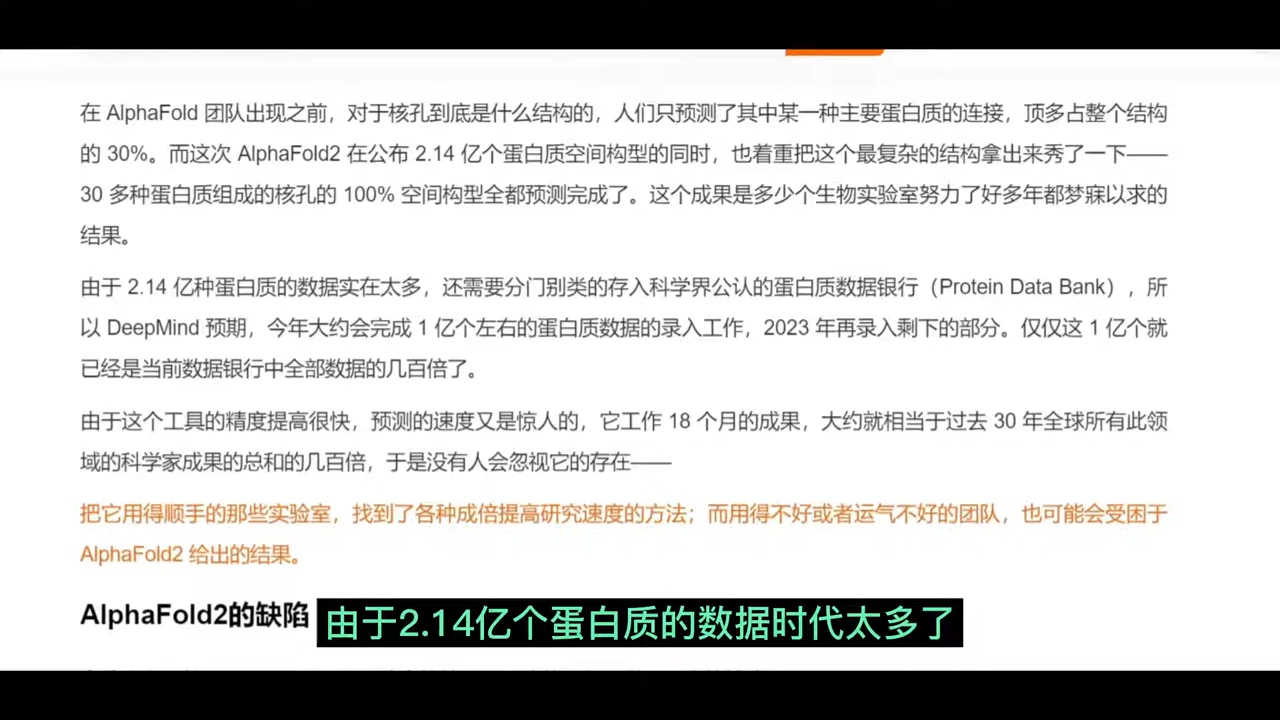 在 AlphaFold 团队出现之前，对于核孔到底是什么结构的，人们只预测了其中某一种主要蛋白质的连接，顶多占整个结构
的 30%。而这次 AlphaFold2 在公布 2.14 亿个蛋白质空间构型的同时，也着重把这个最复杂的结构拿出来秀了一下——
30 多种蛋白质组成的核孔的 100% 空间构型全都预测完成了。这个成果是多少个生物实验室努力了好多年都梦寐以求的
结果。
由于 2.14 亿种蛋白质的数据实在太多，还需要分门别类的存入科学界公认的蛋白质数据银行（Protein Data Bank），所
以 DeepMind 预期，今年大约会完成 1 亿个左右的蛋白质数据的录入工作，2023 年再录入剩下的部分。仅仅这 1 亿个就
已经是当前数据银行中全部数据的几百倍了。
由于这个工具的精度提高很快，预测的速度又是惊人的，它工作 18 个月的成果，大约就相当于过去 30 年全球所有此领
域的科学家成果的总和的几百倍，于是没有人会忽视它的存在——
把它用得顺手的那些实验室，找到了各种成倍提高研究速度的方法；而用得不好或者运气不好的团队，也可能会受困于
AlphaFold2 给出的结果。
AlphaFold2的缺陷
由于2.14亿个蛋白质的数据时代太多了